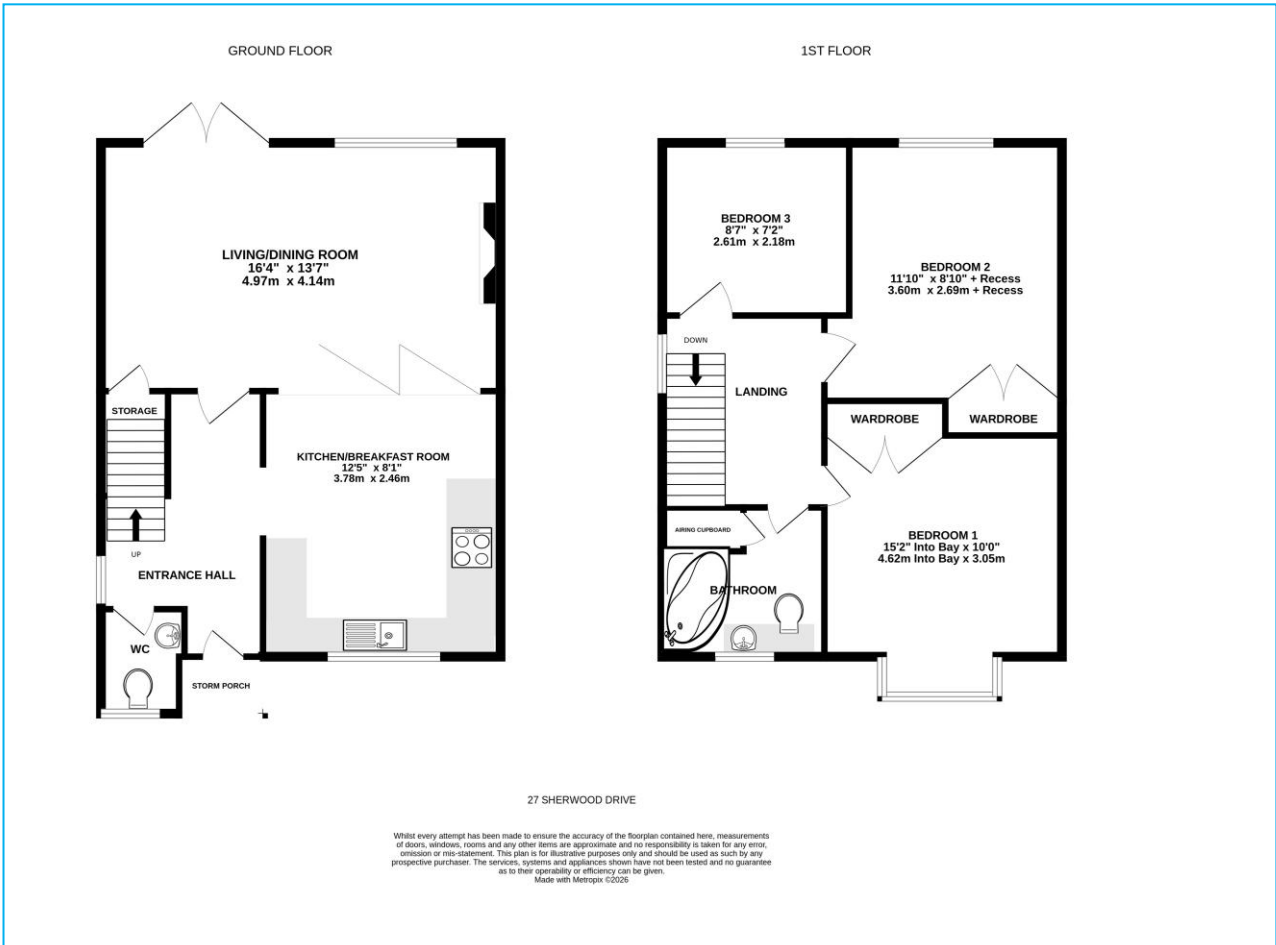 GROUND FLOOR
1ST FLOOR
LIVING/DINING ROOM
16'4" x 13'7"
4.97m x 4.14m
STORAGE
KITCHEN/BREAKFAST ROOM
12'5" x 8'1"
3.78m x 2.46m
UP
ENTRANCE HALL
WC
STORM PORCH
BEDROOM 3
8'7" x 7'2"
2.61m x 2.18m
BEDROOM 2
11'10" x 8'10" + Recess
3.60m x 2.69m + Recess
DOWN
LANDING
WARDROBE
WARDROBE
AIRING CUPBOARD
BEDROOM 1
15'2" Into Bay x 10'0"
4.62m Into Bay x 3.05m
BATHROOM
27 SHERWOOD DRIVE
Whilst every attempt has been made to ensure the accuracy of the floorplan contained here, measurements
of doors, windows, rooms and any other items are approximate and no responsibility is taken for any error,
omission or mis-statement. This plan is for illustrative purposes only and should be used as such by any
prospective purchaser. The services, systems and appliances shown have not been tested and no guarantee
as to their operability or efficiency can be given.
Made with Metropix ©2026